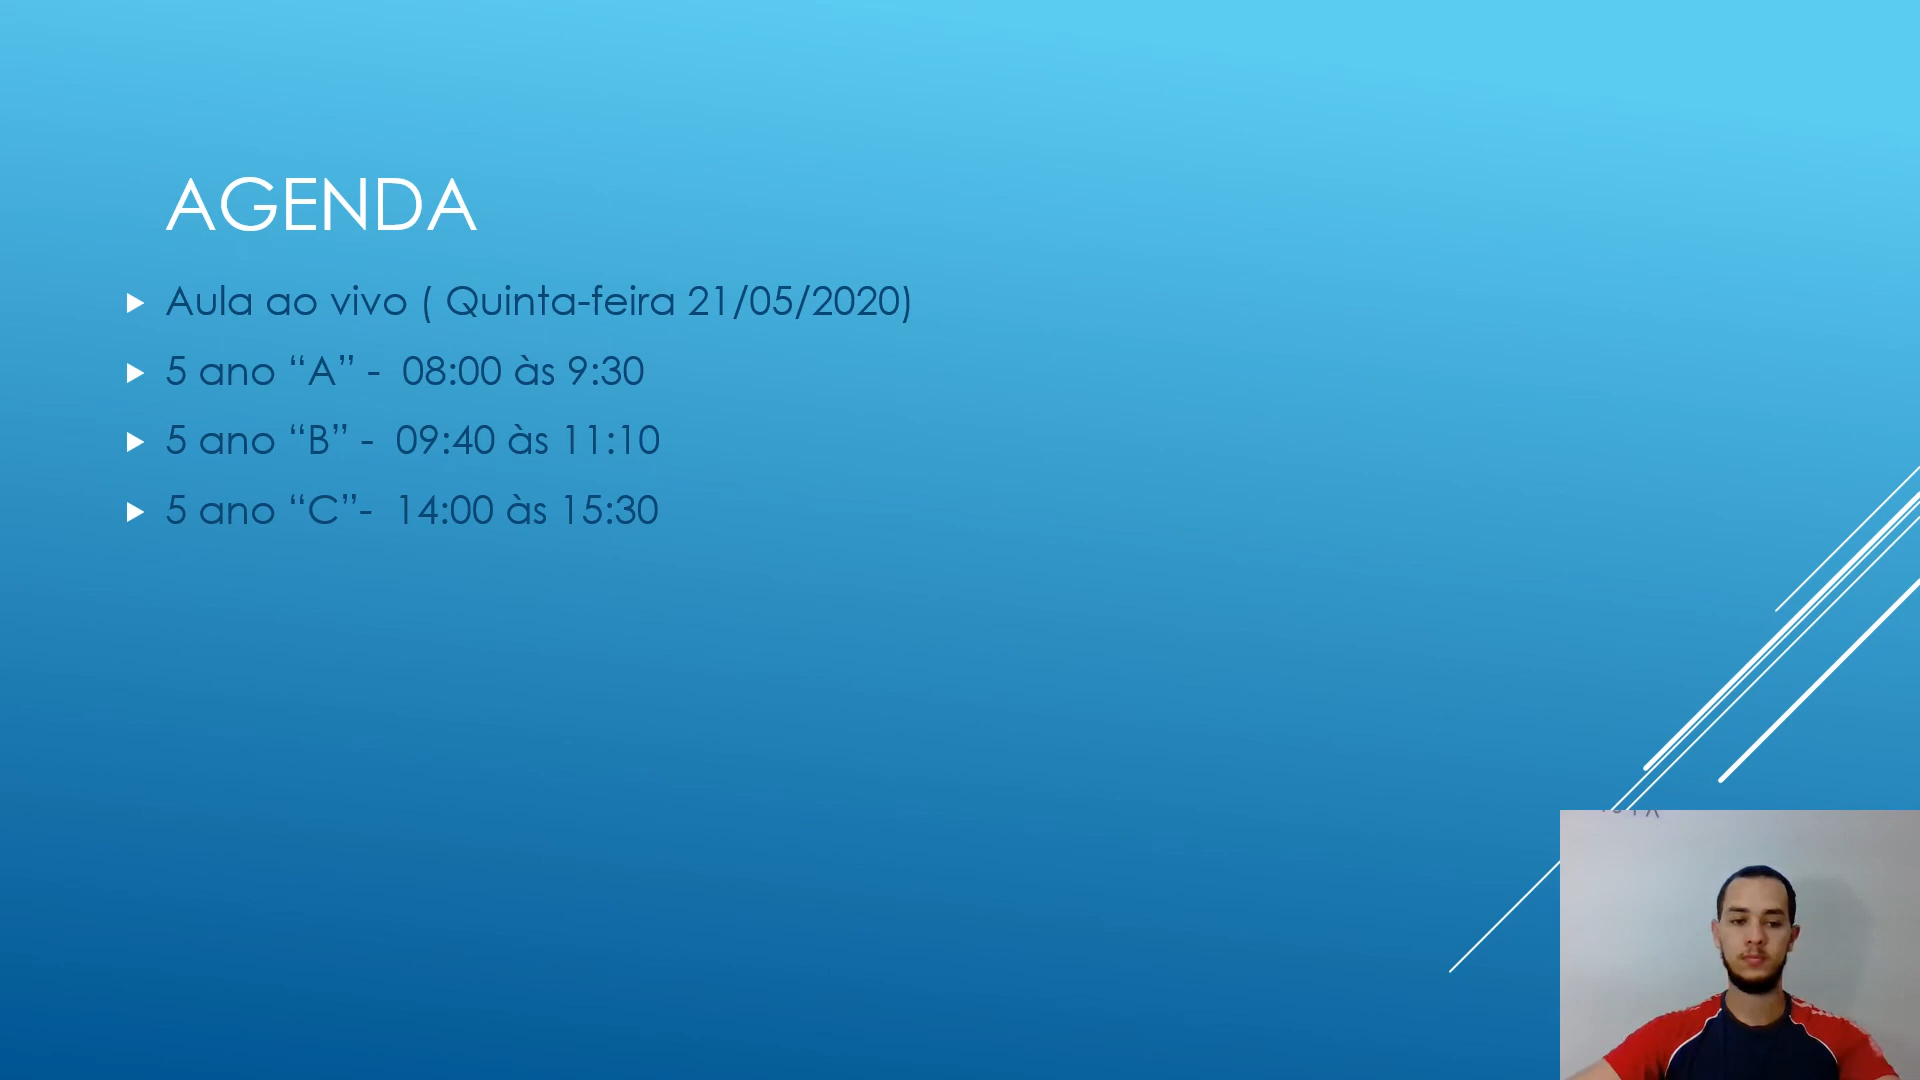 AGENDA
Aula ao vivo ( Quinta-feira 21/05/2020)
5 ano “A” -  08:00 às 9:30
5 ano “B” -  09:40 às 11:10
5 ano “C”-  14:00 às 15:30